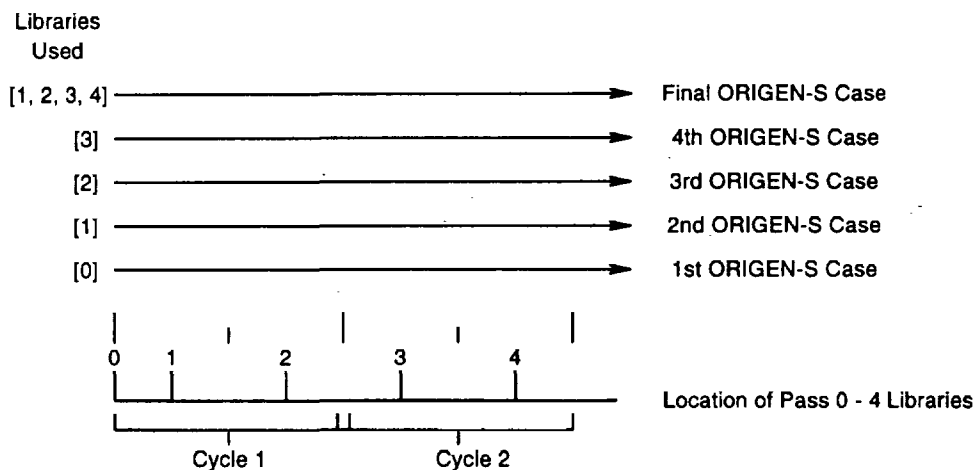 Libraries
Used
[1, 2, 3, 4] Final ORIGEN-S Case
[3] 4th ORIGEN-S Case
[2] 3rd ORIGEN-S Case
[1] 2nd ORIGEN-S Case
[0] 1st ORIGEN-S Case
0 1 2 3 4
Location of Pass 0 - 4 Libraries
Cycle 1 Cycle 2